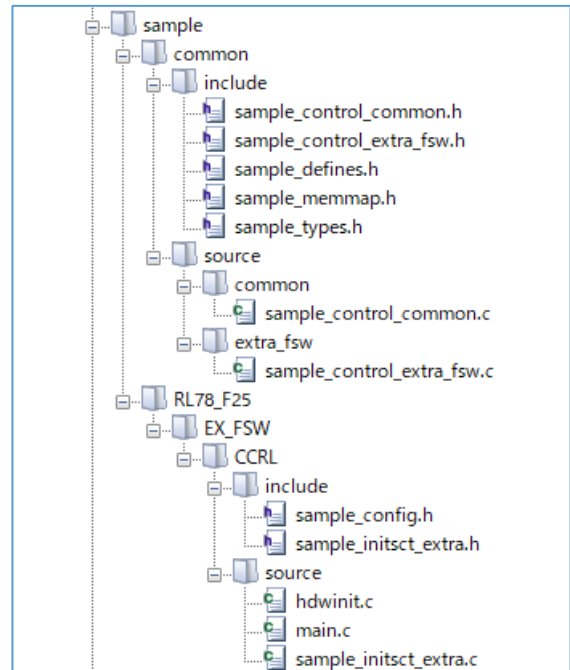 sample
common
include
sample_control_common.h
sample_control_extra_fsw.h
sample_defines.h
sample_memmap.h
sample_types.h
source
common
sample_control_common.c
extra_fsw
sample_control_extra_fsw.c
RL78_F25
EX_FSW
CCRL
include
sample_config.h
sample_initsct_extra.h
source
hdwinit.c
main.c
sample_initsct_extra.c